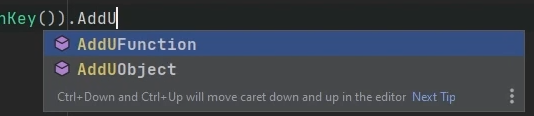 nKey()).AddU
AddUFunction
AddUObject
Ctrl+Down and Ctrl+Up will move caret down and up in the editor Next Tip